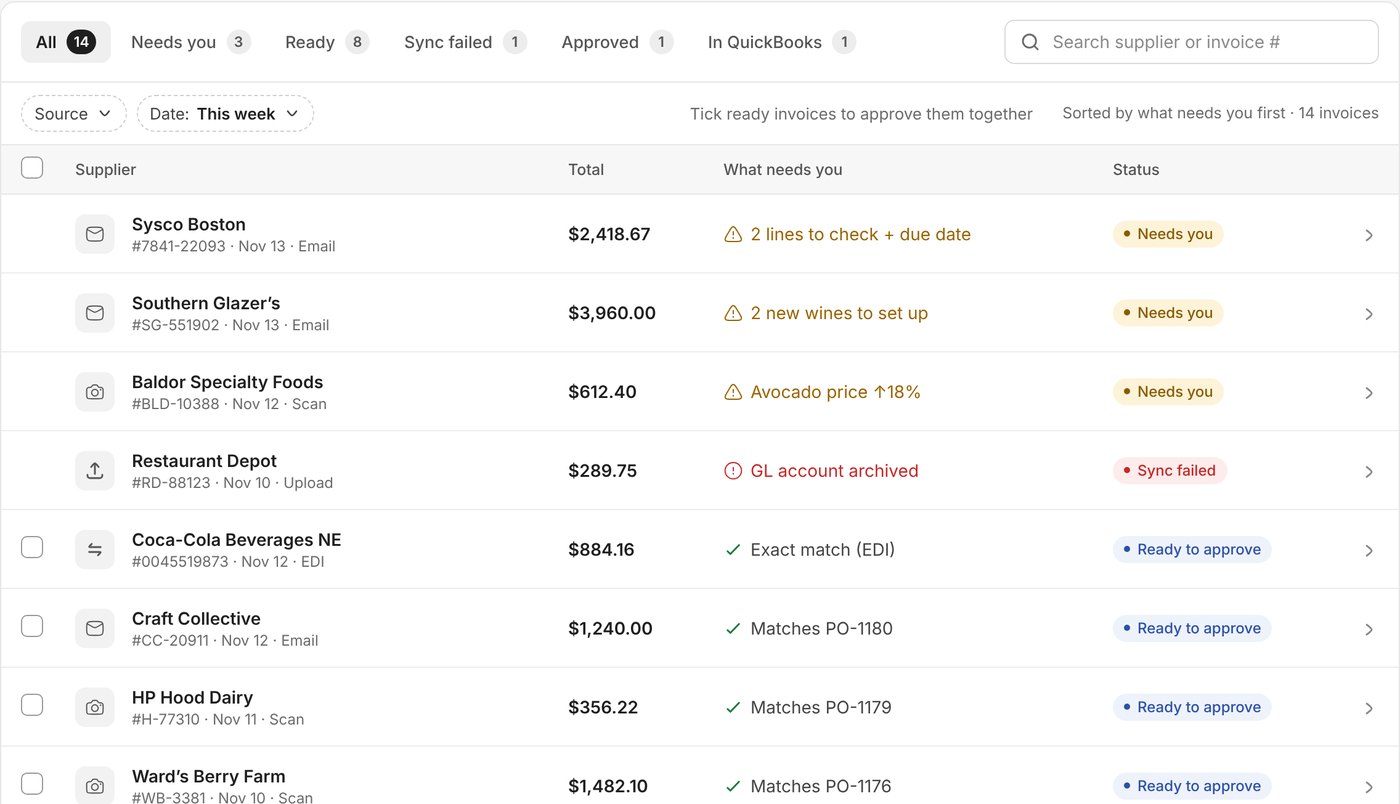 All 14 Needs you 3 Ready 8 Sync failed 1 Approved 1 In QuickBooks 1 Search supplier or invoice #
Source Date: This week Tick ready invoices to approve them together Sorted by what needs you first · 14 invoices
Supplier Total What needs you Status
Sysco Boston
#7841-22093 · Nov 13 · Email
$2,418.67 2 lines to check + due date • Needs you
Southern Glazer’s
#SG-551902 · Nov 13 · Email
$3,960.00 2 new wines to set up • Needs you
Baldor Specialty Foods
#BLD-10388 · Nov 12 · Scan
$612.40 Avocado price ↑18% • Needs you
Restaurant Depot
#RD-88123 · Nov 10 · Upload
$289.75 GL account archived • Sync failed
Coca-Cola Beverages NE
#0045519873 · Nov 12 · EDI
$884.16 Exact match (EDI) • Ready to approve
Craft Collective
#CC-20911 · Nov 12 · Email
$1,240.00 Matches PO-1180 • Ready to approve
HP Hood Dairy
#H-77310 · Nov 11 · Scan
$356.22 Matches PO-1179 • Ready to approve
Ward’s Berry Farm
#WB-3381 · Nov 10 · Scan
$1,482.10 Matches PO-1176 • Ready to approve